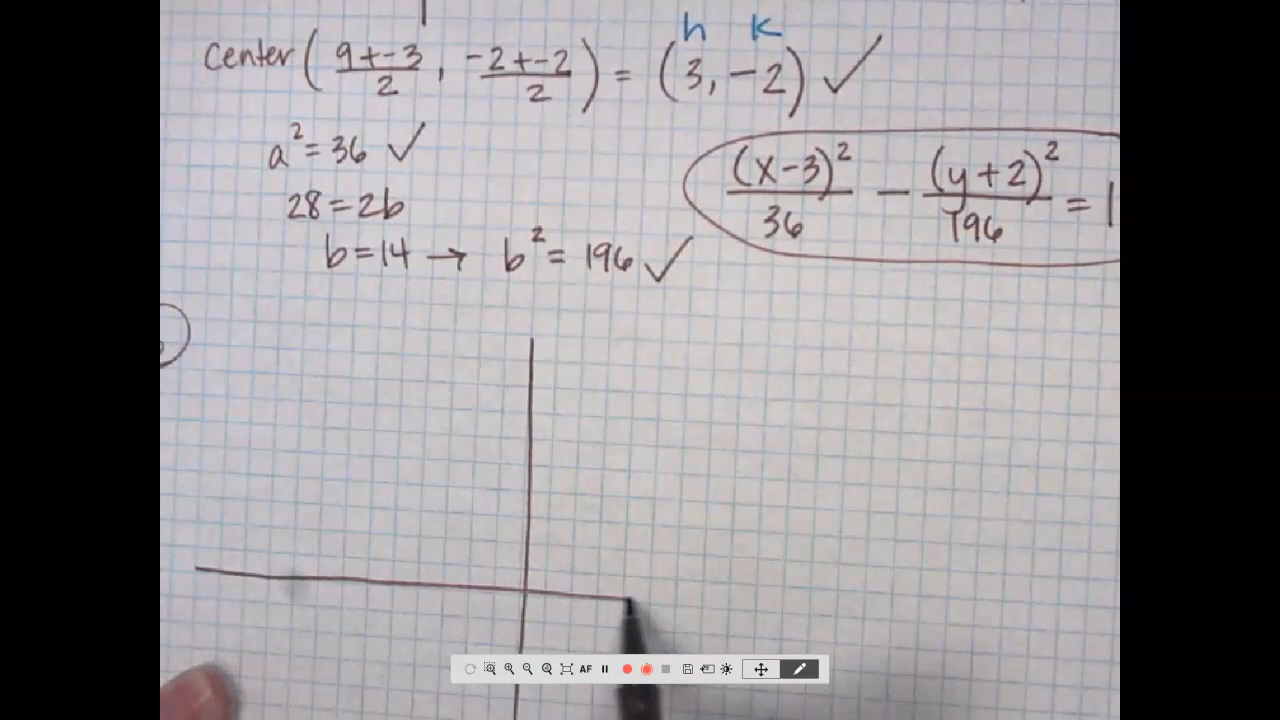 h k
center (9+-3/2, -2+-2/2) = (3, -2) ✓
a² = 36 ✓
28 = 2b
b = 14 → b² = 196 ✓
(x-3)²/36 - (y+2)²/196 = 1
AF